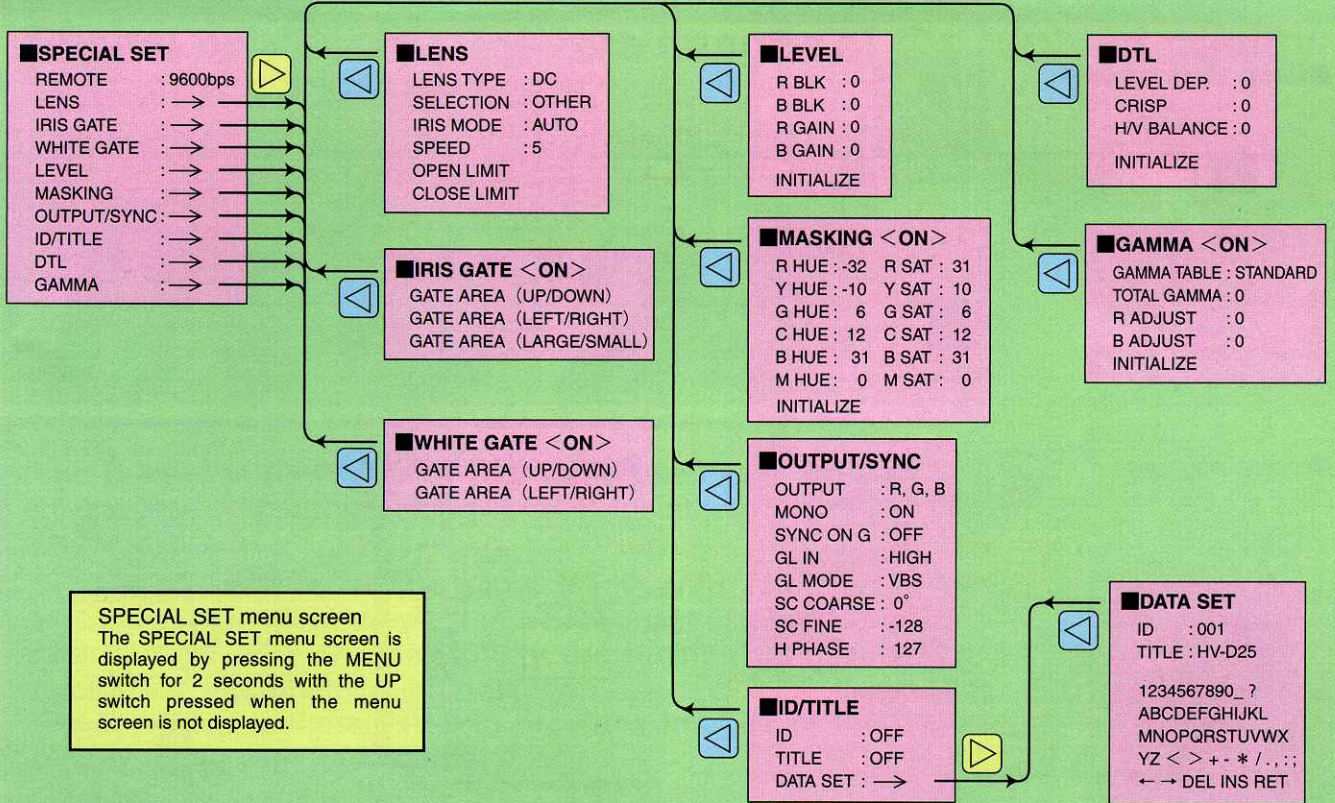 ■SPECIAL SET
REMOTE : 9600bps
LENS : →
IRIS GATE : →
WHITE GATE : →
LEVEL : →
MASKING : →
OUTPUT/SYNC : →
ID/TITLE : →
DTL : →
GAMMA : →
■LENS
LENS TYPE : DC
SELECTION : OTHER
IRIS MODE : AUTO
SPEED : 5
OPEN LIMIT
CLOSE LIMIT
■IRIS GATE <ON>
GATE AREA (UP/DOWN)
GATE AREA (LEFT/RIGHT)
GATE AREA (LARGE/SMALL)
■WHITE GATE <ON>
GATE AREA (UP/DOWN)
GATE AREA (LEFT/RIGHT)
■LEVEL
R BLK : 0
B BLK : 0
R GAIN : 0
B GAIN : 0
INITIALIZE
■MASKING <ON>
R HUE : -32 R SAT : 31
Y HUE : -10 Y SAT : 10
G HUE : 6 G SAT : 6
C HUE : 12 C SAT : 12
B HUE : 31 B SAT : 31
M HUE : 0 M SAT : 0
INITIALIZE
■OUTPUT/SYNC
OUTPUT : R, G, B
MONO : ON
SYNC ON G : OFF
GL IN : HIGH
GL MODE : VBS
SC COARSE : 0°
SC FINE : -128
H PHASE : 127
■ID/TITLE
ID : OFF
TITLE : OFF
DATA SET : →
■DTL
LEVEL DEP. : 0
CRISP : 0
H/V BALANCE : 0
INITIALIZE
■GAMMA <ON>
GAMMA TABLE : STANDARD
TOTAL GAMMA : 0
R ADJUST : 0
B ADJUST : 0
INITIALIZE
■DATA SET
ID : 001
TITLE : HV-D25
1234567890_ ?
ABCDEFGHIJKL
MNOPQRSTUVWX
YZ < > + - * / . , : ;
← → DEL INS RET
SPECIAL SET menu screen
The SPECIAL SET menu screen is
displayed by pressing the MENU
switch for 2 seconds with the UP
switch pressed when the menu
screen is not displayed.